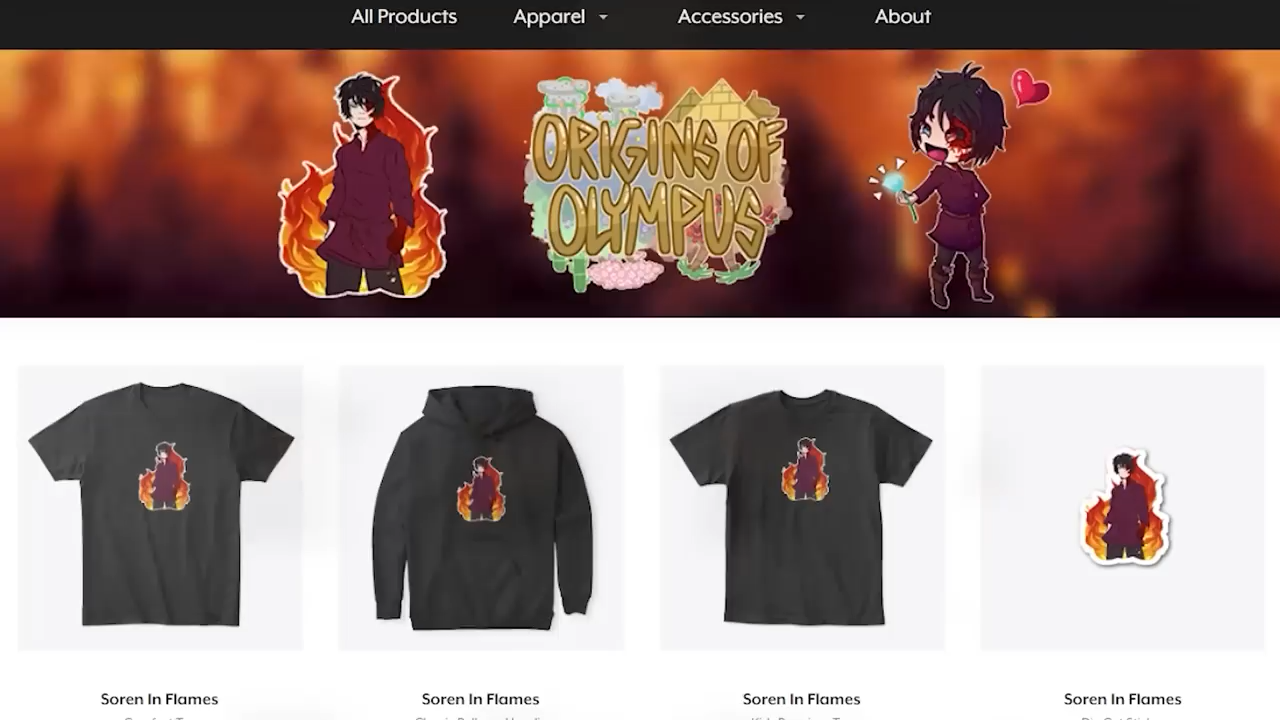 All Products Apparel Accessories About
ORIGINS OF
OLYMPUS
Soren In Flames Soren In Flames Soren In Flames Soren In Flames